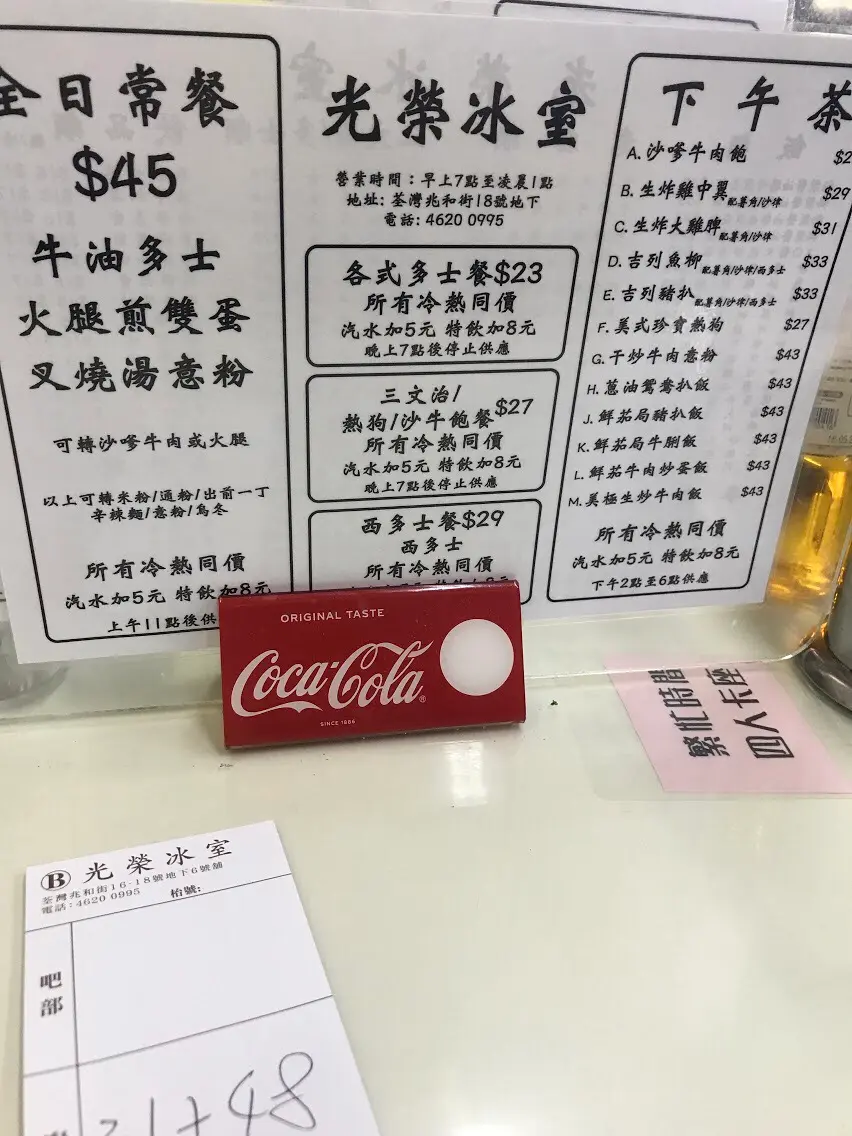 全日常餐
$45
牛油多士
火腿煎雙蛋
叉燒湯意粉
可轉沙嗲牛肉或火腿
以上可轉米粉/通粉/出前一丁
辛辣麵/意粉/烏冬
所有冷熱同價
汽水加5元 特飲加8元
上午11點後供
光榮冰室
營業時間：早上7點至凌晨1點
地址: 荃灣兆和街18號地下
電話: 4620 0995
各式多士餐$23
所有冷熱同價
汽水加5元 特飲加8元
晚上7點後停止供應
三文治/
熱狗/沙牛飽餐 $27
所有冷熱同價
汽水加5元 特飲加8元
晚上7點後停止供應
西多士餐$29
西多士
所有冷熱同價
下午茶
A. 沙嗲牛肉飽 $2
B. 生炸雞中翼 配薯角/沙律 $29
C. 生炸大雞脾 配薯角/沙律 $31
D. 吉列魚柳 配薯角/沙律/西多士 $33
E. 吉列豬扒 配薯角/沙律/西多士 $33
F. 美式珍寶熱狗 $27
G. 干炒牛肉意粉 $43
H. 蔥油鴛鴦扒飯 $43
J. 鮮茄局豬扒飯 $43
K. 鮮茄局牛脷飯 $43
L. 鮮茄牛肉炒蛋飯 $43
M. 美極生炒牛肉飯 $43
所有冷熱同價
汽水加5元 特飲加8元
下午2點至6點供應
ORIGINAL TASTE
Coca-Cola®
SINCE 1886
繁忙時間
四人卡座
B 光榮冰室
荃灣兆和街16-18號地下6號舖
電話: 4620 0995 枱號:
吧部
21+48